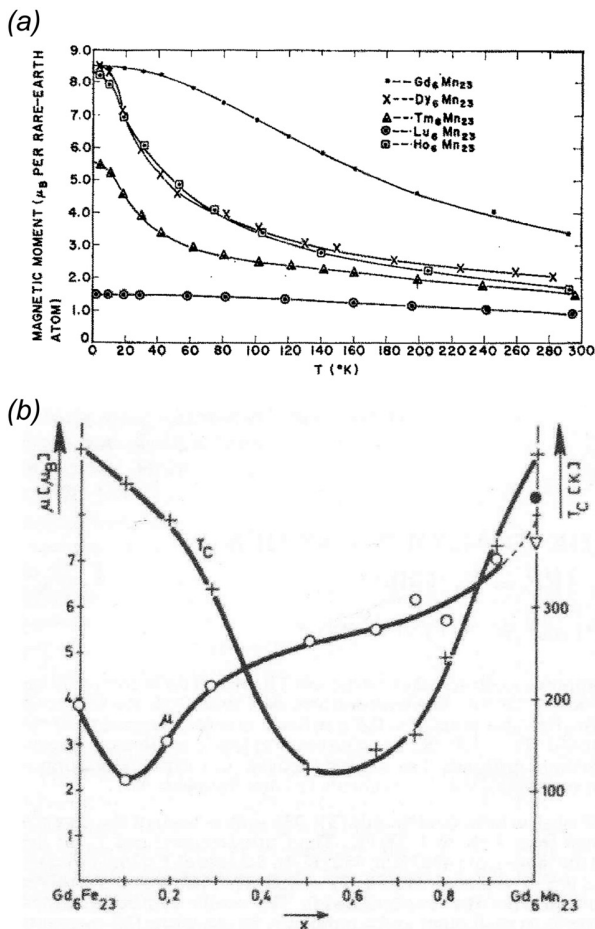 (a)
MAGNETIC MOMENT (μB PER RARE-EARTH
ATOM)
9.0
8.0
7.0
6.0
5.0
4.0
3.0
2.0
1.0
Gd6Mn23
Dy6Mn23
Tm6Mn23
Lu6Mn23
Ho6Mn23
0 20 40 60 80 100 120 140 160 180 200 220 240 260 280 300
T (°K)
(b)
μ[μB]
TC [K]
7
6
5
4
3
2
1
TC
μ
300
200
100
Gd6Fe23 0,2 0,4 0,6 0,8 Gd6Mn23
x